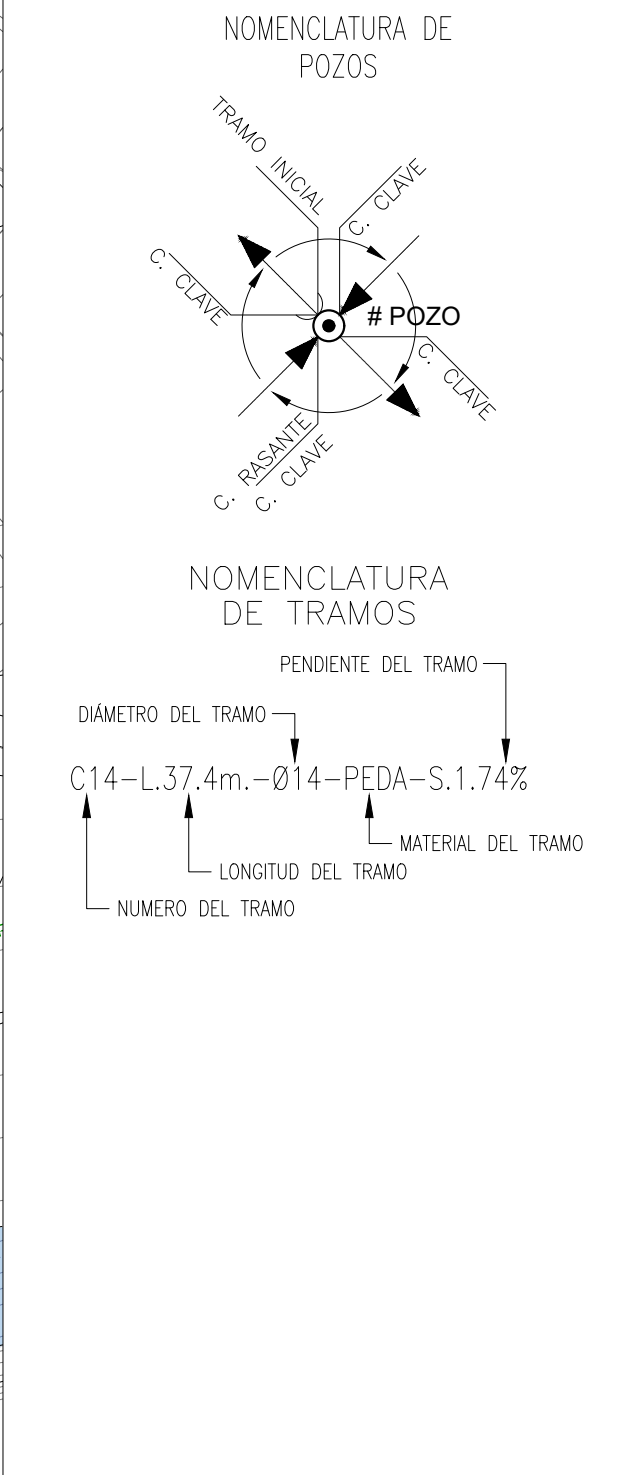 NOMENCLATURA DE
POZOS
TRAMO INICIAL
C. CLAVE
C. CLAVE
# POZO
C. CLAVE
C. RASANTE
C. CLAVE
NOMENCLATURA
DE TRAMOS
PENDIENTE DEL TRAMO
DIÁMETRO DEL TRAMO
C14-L.37.4m.-Ø14-PEDA-S.1.74%
MATERIAL DEL TRAMO
LONGITUD DEL TRAMO
NUMERO DEL TRAMO